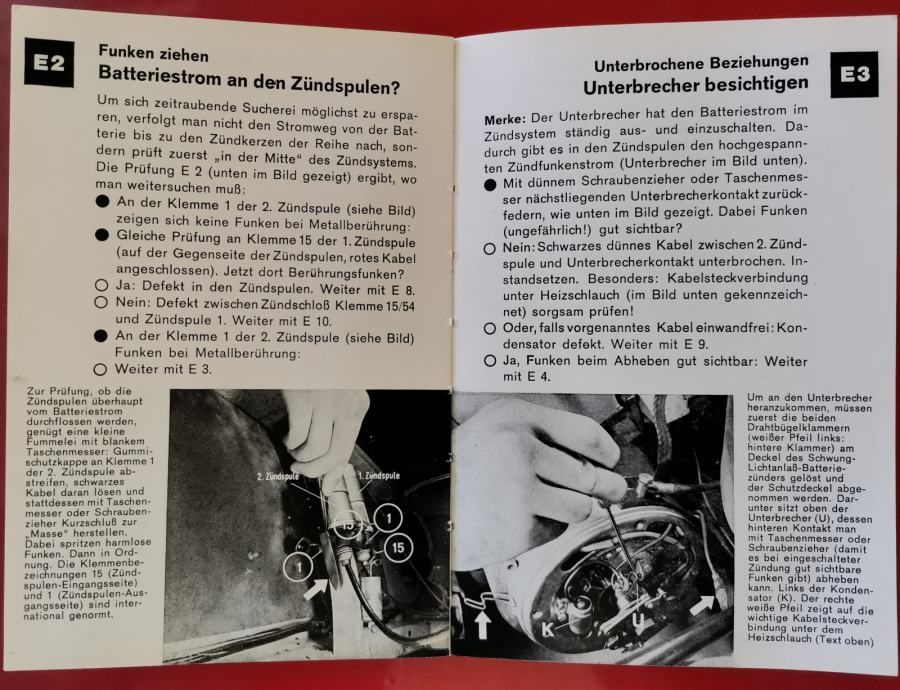 E2
Funken ziehen
Batteriestrom an den Zündspulen?
Um sich zeitraubende Sucherei möglichst zu erspa-
ren, verfolgt man nicht den Stromweg von der Bat-
terie bis zu den Zündkerzen der Reihe nach, son-
dern prüft zuerst „in der Mitte“ des Zündsystems.
Die Prüfung E 2 (unten im Bild gezeigt) ergibt, wo
man weitersuchen muß:
● An der Klemme 1 der 2. Zündspule (siehe Bild)
zeigen sich keine Funken bei Metallberührung:
● Gleiche Prüfung an Klemme 15 der 1. Zündspule
(auf der Gegenseite der Zündspulen, rotes Kabel
angeschlossen). Jetzt dort Berührungsfunken?
○ Ja: Defekt in den Zündspulen. Weiter mit E 8.
○ Nein: Defekt zwischen Zündschloß Klemme 15/54
und Zündspule 1. Weiter mit E 10.
● An der Klemme 1 der 2. Zündspule (siehe Bild)
Funken bei Metallberührung:
○ Weiter mit E 3.
Zur Prüfung, ob die
Zündspulen überhaupt
vom Batteriestrom
durchflossen werden,
genügt eine kleine
Fummelei mit blankem
Taschenmesser: Gummi-
schutzkappe an Klemme 1
der 2. Zündspule ab-
streifen, schwarzes
Kabel daran lösen und
stattdessen mit Taschen-
messer oder Schrauben-
zieher Kurzschluß zur
„Masse“ herstellen.
Dabei spritzen harmlose
Funken. Dann in Ord-
nung. Die Klemmenbe-
zeichnungen 15 (Zünd-
spulen-Eingangsseite)
und 1 (Zündspulen-Aus-
gangsseite) sind inter-
national genormt.
2. Zündspule
1. Zündspule
15
1
15
1
E3
Unterbrochene Beziehungen
Unterbrecher besichtigen
Merke: Der Unterbrecher hat den Batteriestrom im
Zündsystem ständig aus- und einzuschalten. Da-
durch gibt es in den Zündspulen den hochgespann-
ten Zündfunkenstrom (Unterbrecher im Bild unten).
● Mit dünnem Schraubenzieher oder Taschenmes-
ser nächstliegenden Unterbrecherkontakt zurück-
federn, wie unten im Bild gezeigt. Dabei Funken
(ungefährlich!) gut sichtbar?
○ Nein: Schwarzes dünnes Kabel zwischen 2. Zünd-
spule und Unterbrecherkontakt unterbrochen. In-
standsetzen. Besonders: Kabelsteckverbindung
unter Heizschlauch (im Bild unten gekennzeich-
net) sorgsam prüfen!
○ Oder, falls vorgenanntes Kabel einwandfrei: Kon-
densator defekt. Weiter mit E 9.
○ Ja, Funken beim Abheben gut sichtbar: Weiter
mit E 4.
K
U
Um an den Unterbrecher
heranzukommen, müssen
zuerst die beiden
Drahtbügelklammern
(weißer Pfeil links:
hintere Klammer) am
Deckel des Schwung-
Lichtanlaß-Batterie-
zünders gelöst und
der Schutzdeckel abge-
nommen werden. Dar-
unter sitzt oben der
Unterbrecher (U), dessen
hinteren Kontakt man
mit Taschenmesser oder
Schraubenzieher (damit
es bei eingeschalteter
Zündung gut sichtbare
Funken gibt) abheben
kann. Links der Konden-
sator (K). Der rechte
weiße Pfeil zeigt auf die
wichtige Kabelsteckver-
bindung unter dem
Heizschlauch (Text oben)